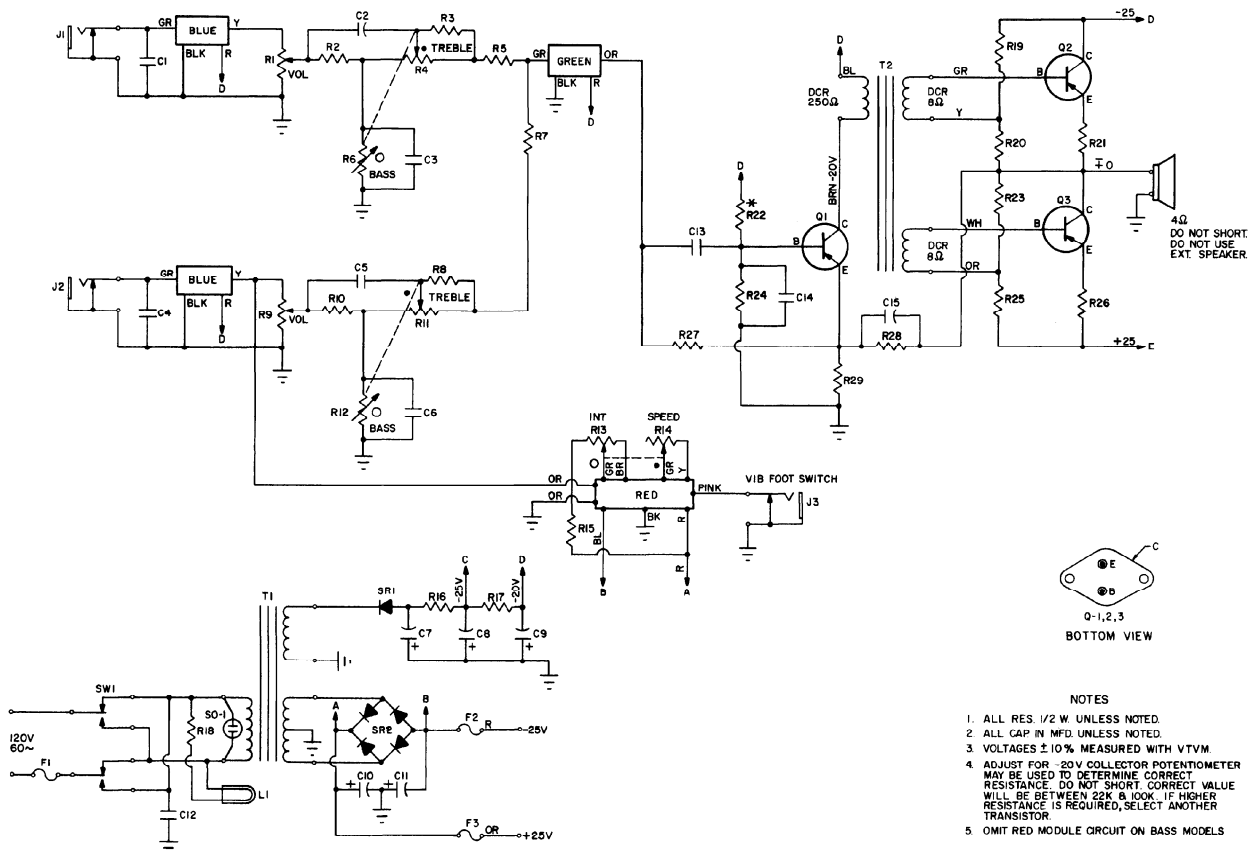 J1
GR
BLUE
Y
BLK
R
D
C1
R1
VOL
C2
R2
R3
TREBLE
R4
R5
GR
GREEN
OR
BLK
R
D
R6
BASS
C3
R7
J2
GR
BLUE
Y
BLK
R
D
C4
R9
VOL
C5
R10
R8
TREBLE
R11
R12
BASS
C6
D
BL
DCR
250Ω
T2
GR
DCR
8Ω
Y
R19
-25
D
Q2
C
B
E
R20
R21
∓0
R23
WH
DCR
8Ω
OR
Q3
C
B
E
R25
R26
+25
E
4Ω
DO NOT SHORT.
DO NOT USE
EXT. SPEAKER.
BRN-20V
D
*
R22
C13
Q1
C
B
E
R24
C14
C15
R27
R28
R29
INT
R13
SPEED
R14
GR
BR
GR
Y
OR
OR
RED
PINK
VIB FOOT SWITCH
J3
BK
R15
BL
R
R
B
A
C
D
-25V
-20V
SR1
R16
R17
C7
+
C8
+
C9
+
T1
SW1
120V
60~
F1
SO-1
R18
L1
C12
A
B
SR2
C10
+
C11
+
F2
R
-25V
F3
OR
+25V
C
E
B
Q-1,2,3
BOTTOM VIEW
NOTES
1. ALL RES. 1/2 W. UNLESS NOTED.
2. ALL CAP IN MFD. UNLESS NOTED.
3. VOLTAGES ±10% MEASURED WITH VTVM.
4. ADJUST FOR -20V COLLECTOR POTENTIOMETER
MAY BE USED TO DETERMINE CORRECT
RESISTANCE. DO NOT SHORT. CORRECT VALUE
WILL BE BETWEEN 22K & 100K. IF HIGHER
RESISTANCE IS REQUIRED, SELECT ANOTHER
TRANSISTOR.
5. OMIT RED MODULE CIRCUIT ON BASS MODELS